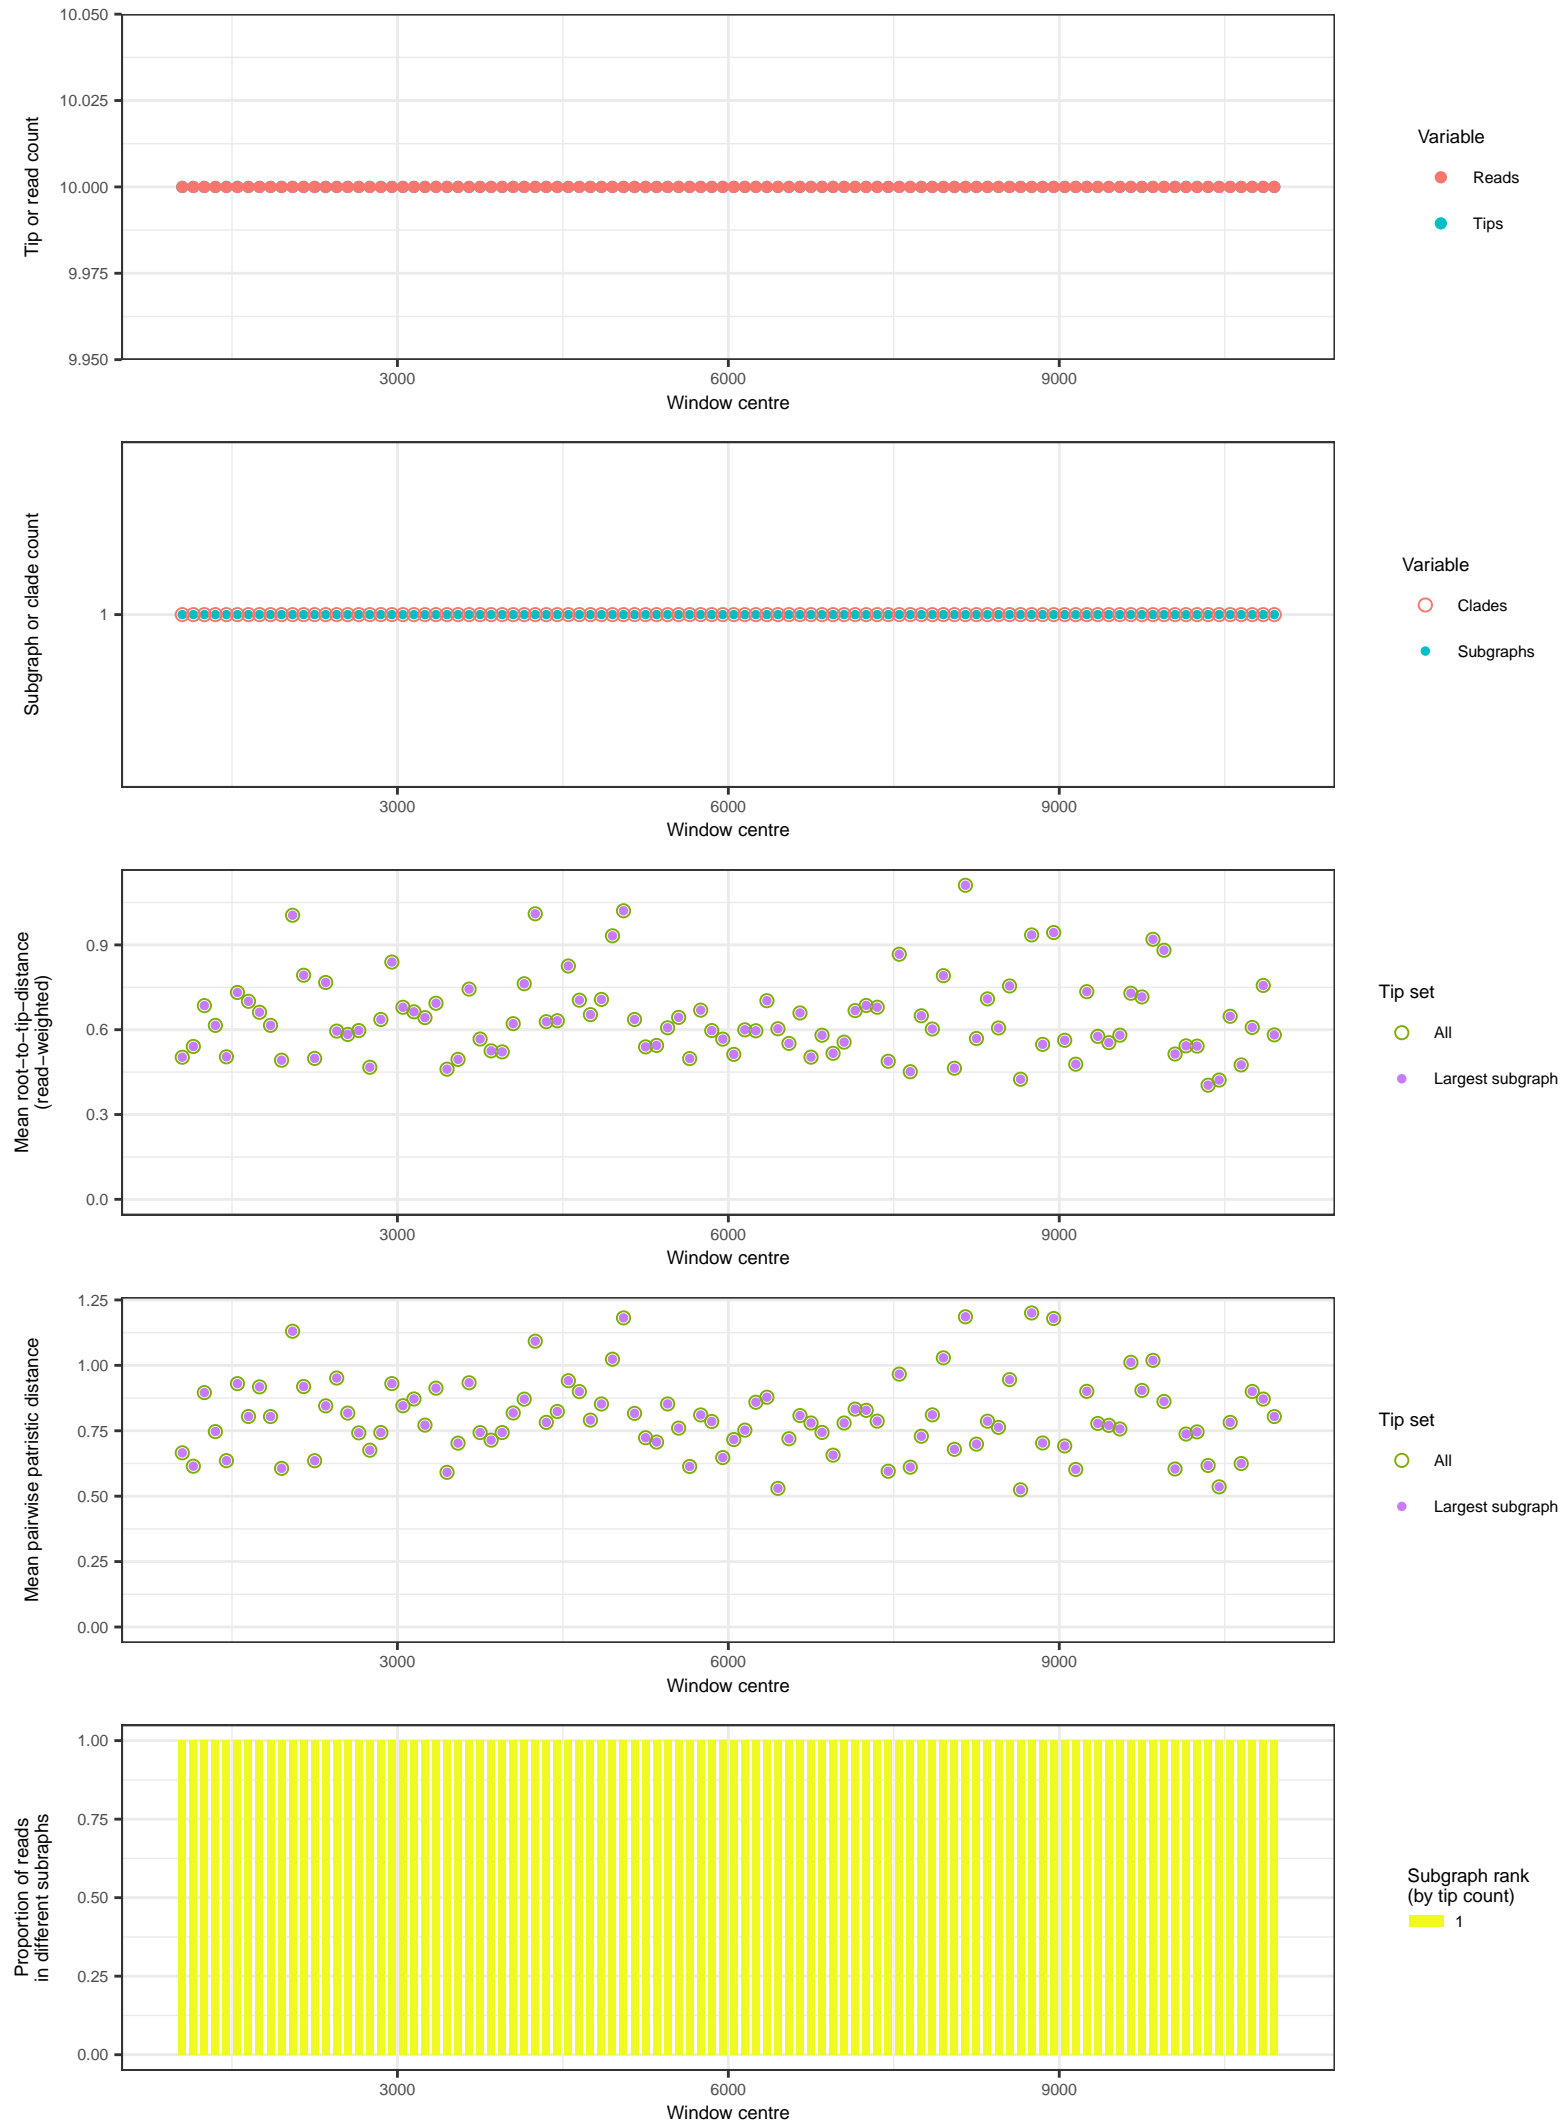 10.050
10.025
10.000
9.975
9.950
Tip or read count
3000 6000 9000
Window centre
Variable
Reads
Tips
1
Subgraph or clade count
3000 6000 9000
Window centre
Variable
Clades
Subgraphs
0.9
0.6
0.3
0.0
Mean root−to−tip−distance
(read−weighted)
3000 6000 9000
Window centre
Tip set
All
Largest subgraph
1.25
1.00
0.75
0.50
0.25
0.00
Mean pairwise patristic distance
3000 6000 9000
Window centre
Tip set
All
Largest subgraph
1.00
0.75
0.50
0.25
0.00
Proportion of reads
in different subraphs
3000 6000 9000
Window centre
Subgraph rank
(by tip count)
1